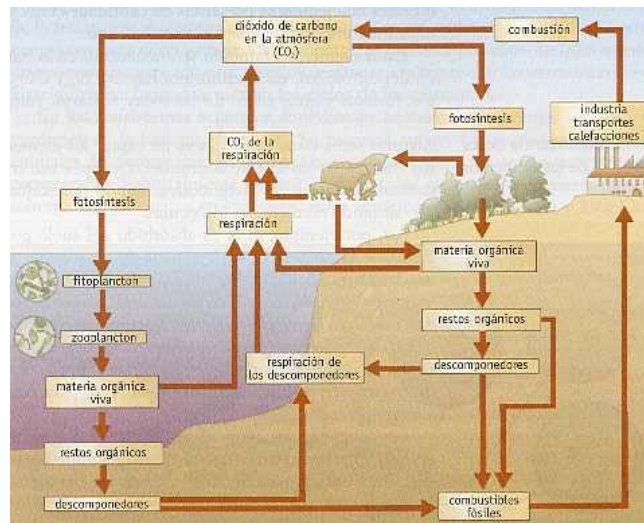 dióxido de carbono
en la atmósfera
(CO₂)
combustión
fotosíntesis
industria
transportes
calefacciones
CO₂ de la
respiración
fotosíntesis
respiración
materia orgánica
viva
fitoplancton
restos orgánicos
zooplancton
respiración de
los descomponedores
descomponedores
materia orgánica
viva
restos orgánicos
descomponedores
combustibles
fósiles